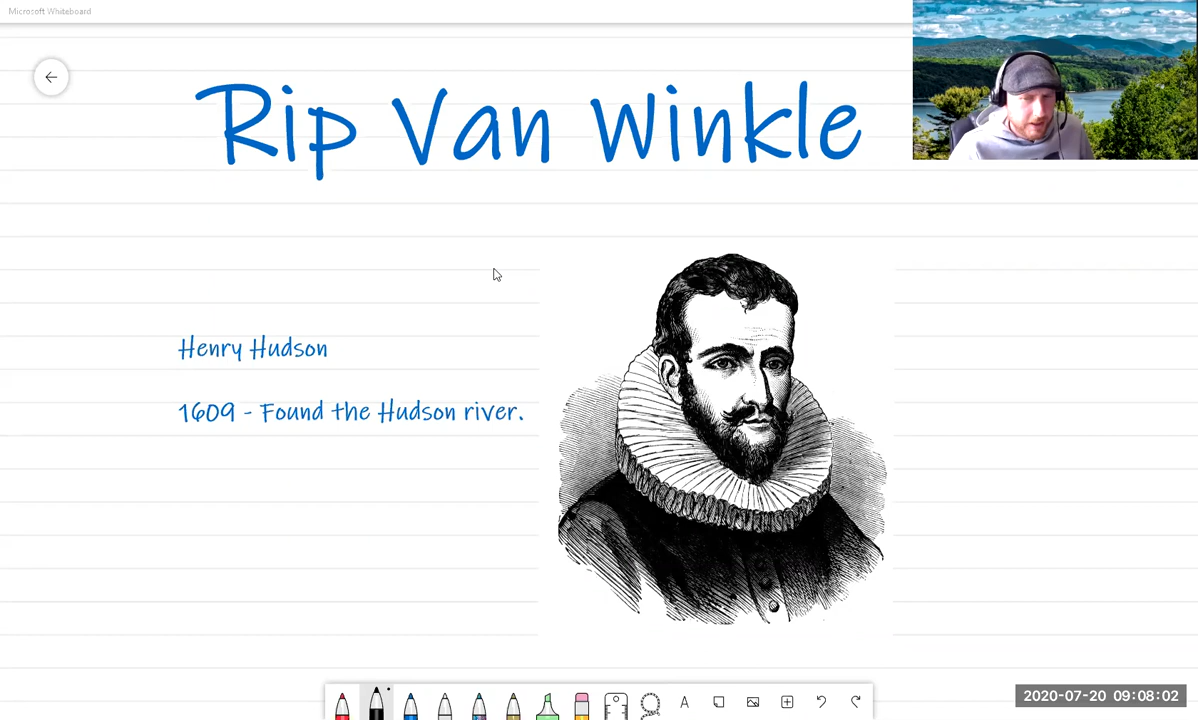 Microsoft Whiteboard
Rip Van Winkle
Henry Hudson
1609 - Found the Hudson river.
A
2020-07-20 09:08:02